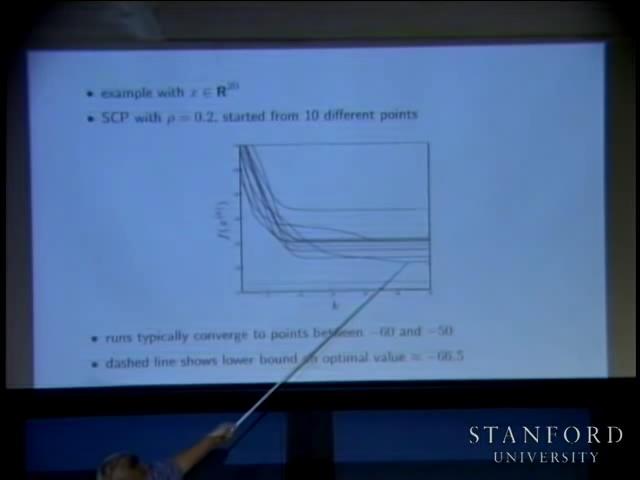 • example with x ∈ R²⁰
• SCP with ρ = 0.2, started from 10 different points
f(x⁽ᵏ⁾)
k
• runs typically converge to points between −60 and −50
• dashed line shows lower bound on optimal value ≈ −66.5
STANFORD
UNIVERSITY